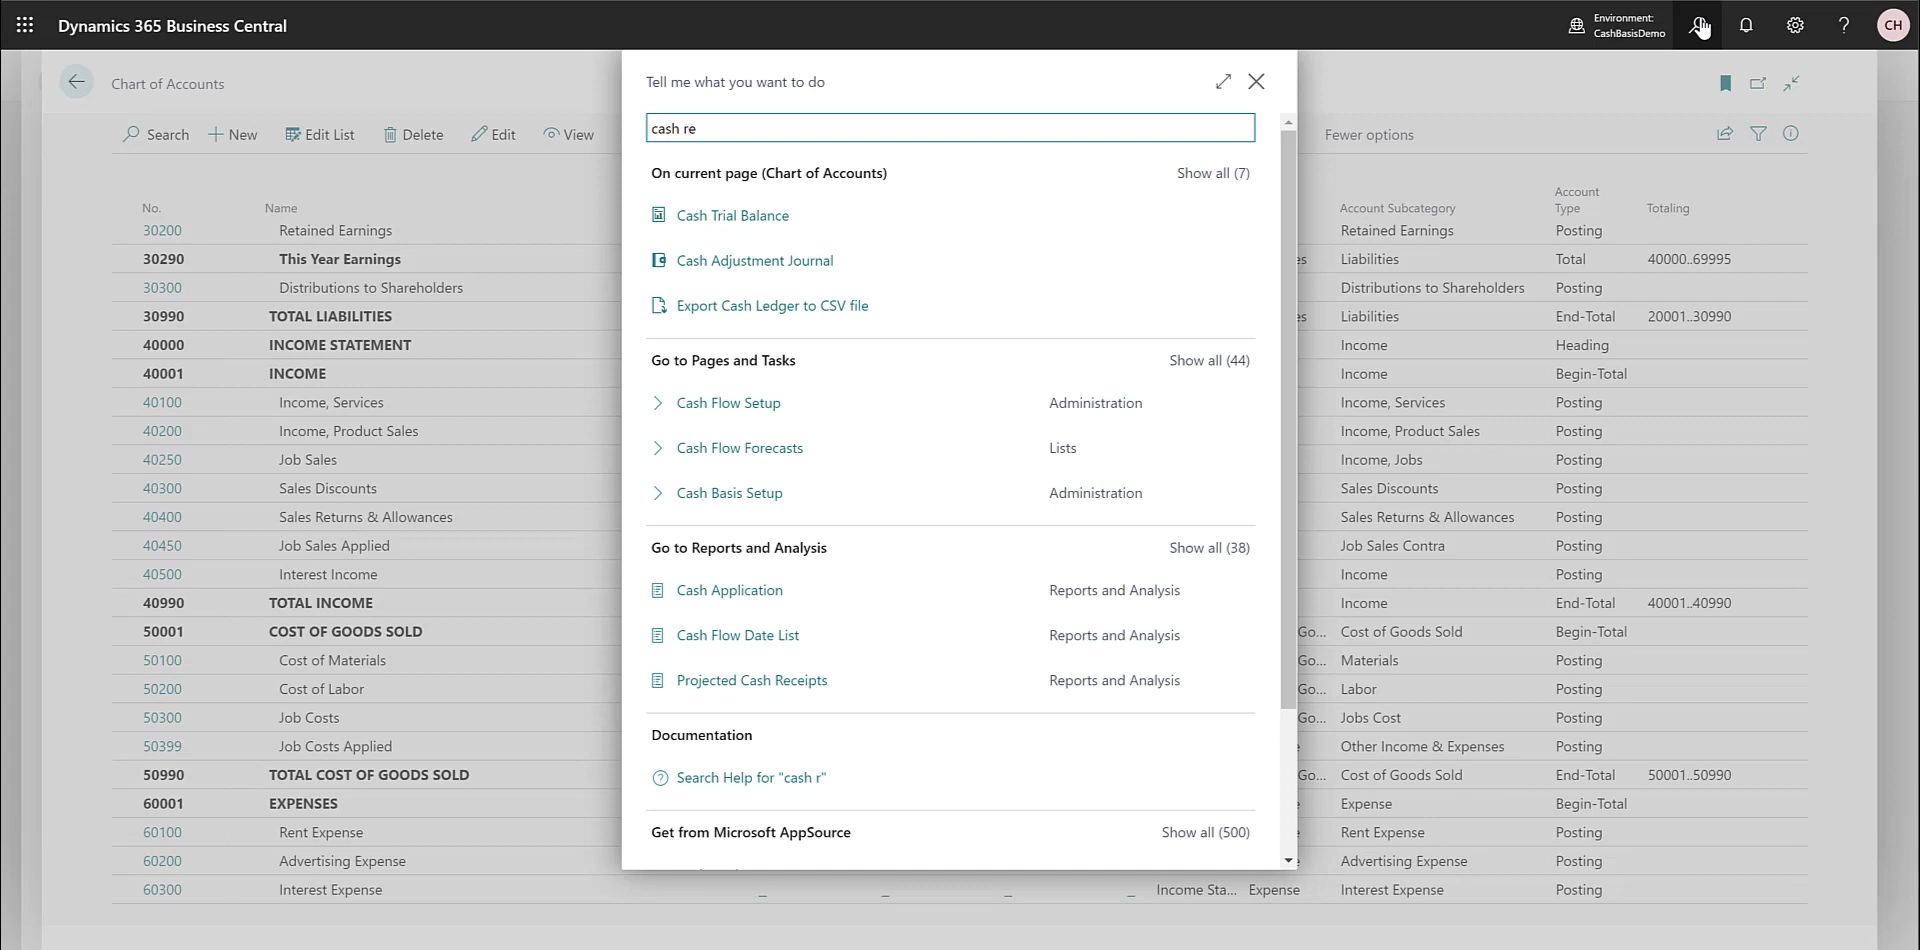 Dynamics 365 Business Central
Environment:
CashBasisDemo
CH
Chart of Accounts
Search New Edit List Delete Edit View Fewer options
Tell me what you want to do
cash re
On current page (Chart of Accounts) Show all (7)
Cash Trial Balance
Cash Adjustment Journal
Export Cash Ledger to CSV file
Go to Pages and Tasks Show all (44)
Cash Flow Setup Administration
Cash Flow Forecasts Lists
Cash Basis Setup Administration
Go to Reports and Analysis Show all (38)
Cash Application Reports and Analysis
Cash Flow Date List Reports and Analysis
Projected Cash Receipts Reports and Analysis
Documentation
Search Help for "cash r"
Get from Microsoft AppSource Show all (500)
No. Name Account Subcategory Account Type Totaling
30200 Retained Earnings Retained Earnings Posting
30290 This Year Earnings Liabilities Total 40000..69995
30300 Distributions to Shareholders Distributions to Shareholders Posting
30990 TOTAL LIABILITIES Liabilities End-Total 20001..30990
40000 INCOME STATEMENT Income Heading
40001 INCOME Income Begin-Total
40100 Income, Services Income, Services Posting
40200 Income, Product Sales Income, Product Sales Posting
40250 Job Sales Income, Jobs Posting
40300 Sales Discounts Sales Discounts Posting
40400 Sales Returns & Allowances Sales Returns & Allowances Posting
40450 Job Sales Applied Job Sales Contra Posting
40500 Interest Income Income Posting
40990 TOTAL INCOME Income End-Total 40001..40990
50001 COST OF GOODS SOLD Go... Cost of Goods Sold Begin-Total
50100 Cost of Materials Go... Materials Posting
50200 Cost of Labor Go... Labor Posting
50300 Job Costs Go... Jobs Cost Posting
50399 Job Costs Applied Other Income & Expenses Posting
50990 TOTAL COST OF GOODS SOLD Go... Cost of Goods Sold End-Total 50001..50990
60001 EXPENSES Expense Begin-Total
60100 Rent Expense Rent Expense Posting
60200 Advertising Expense Advertising Expense Posting
60300 Interest Expense _ _ _ _ Income Sta... Expense Interest Expense Posting